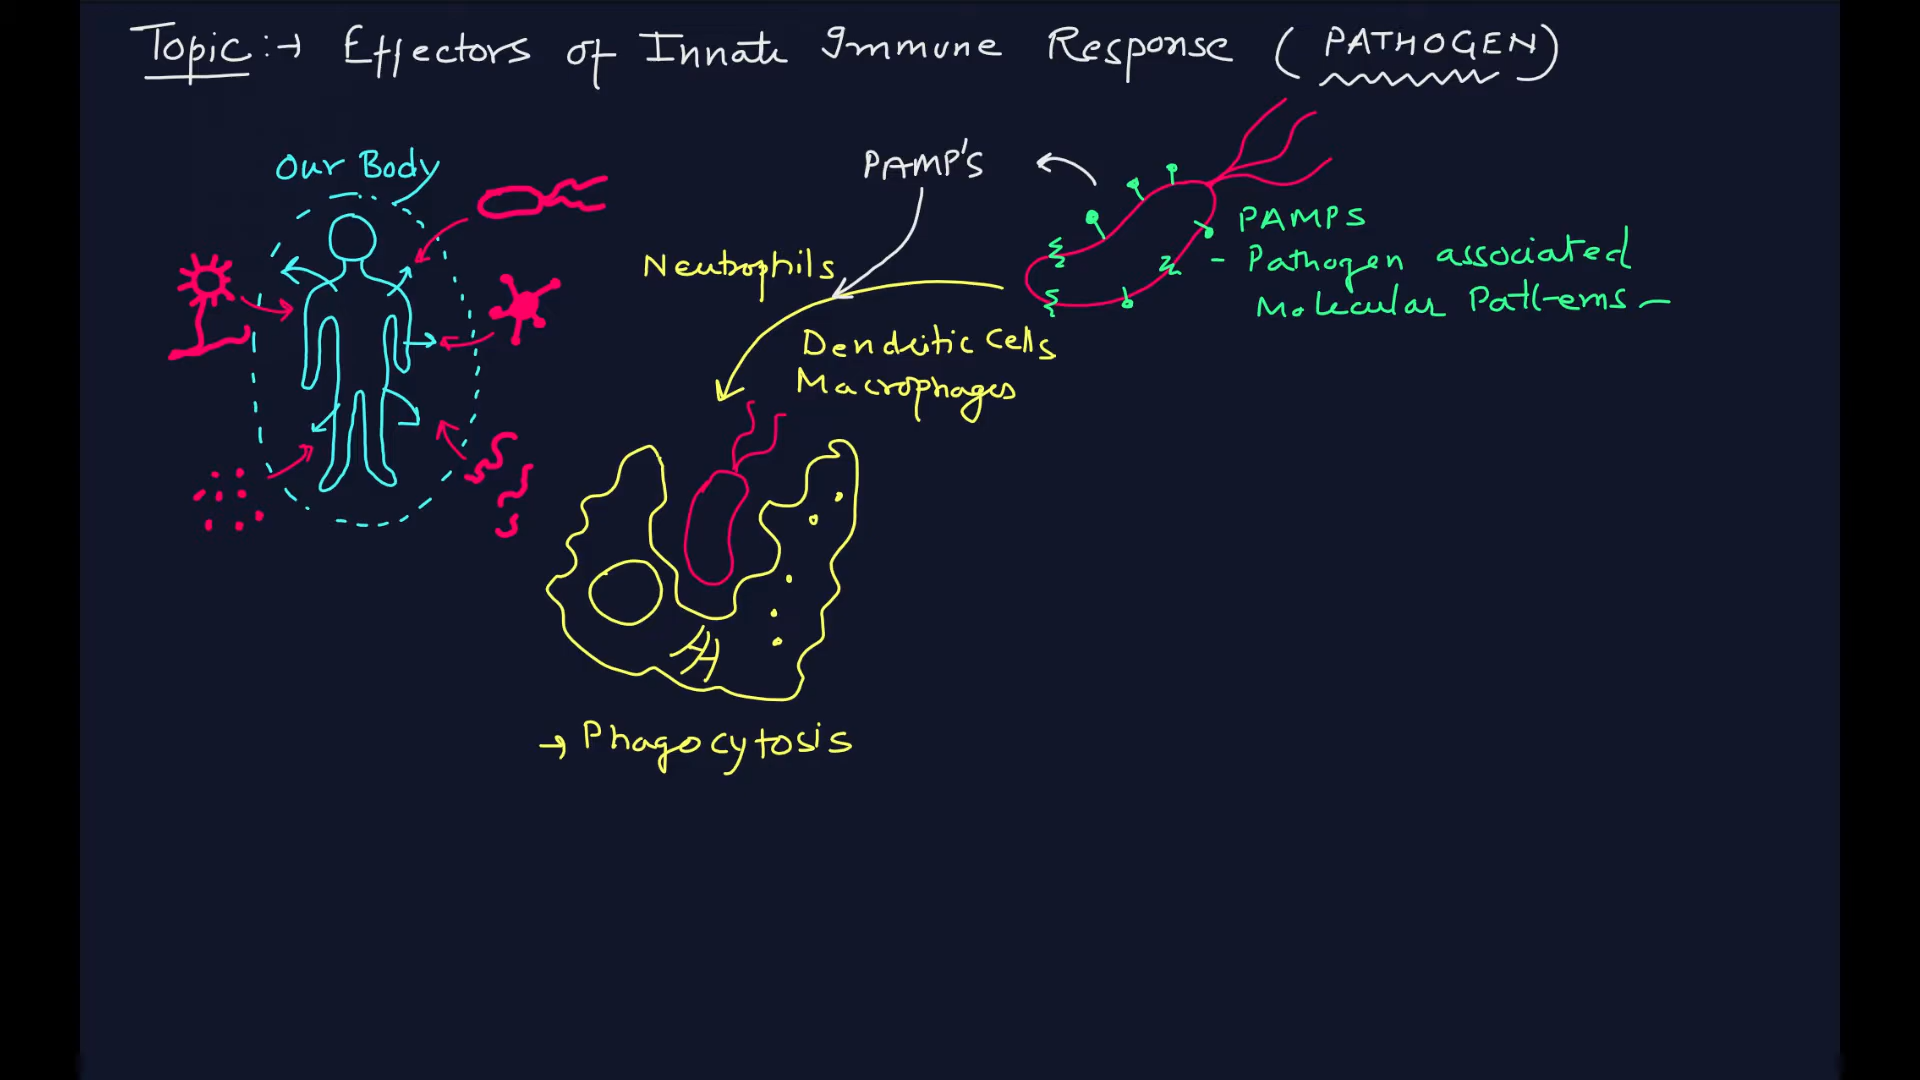 Topic:→ Effectors of Innate Immune Response (PATHOGEN)
Our Body
PAMP'S
PAMPS
- Pathogen associated
Molecular Patterns -
Neutrophils
Dendritic Cells
Macrophages
→ Phagocytosis